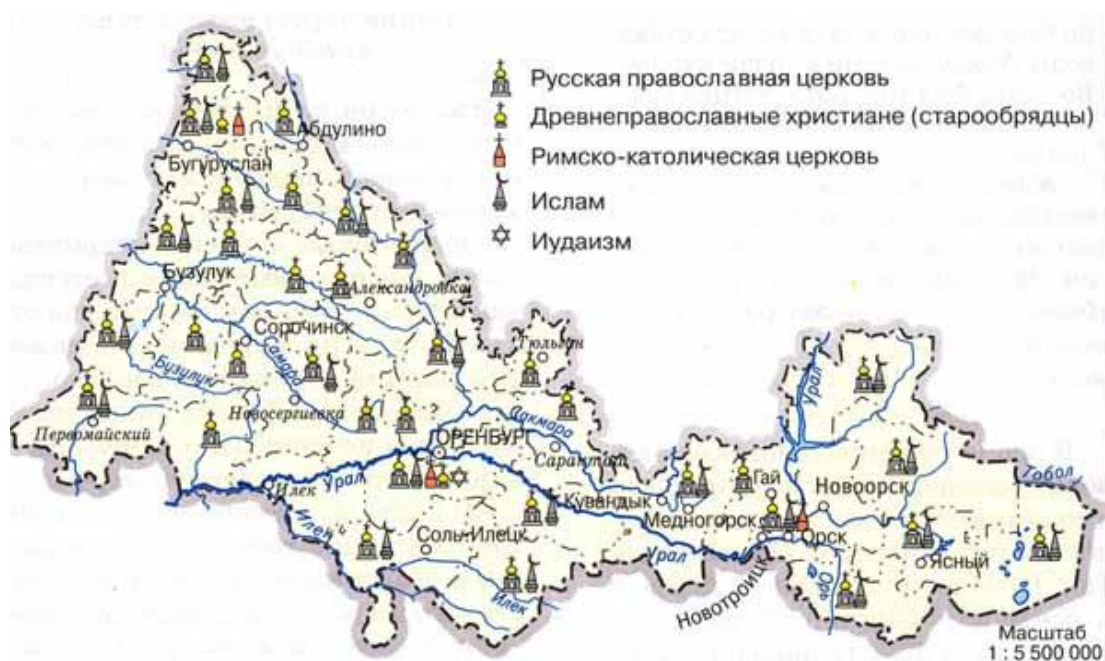 Русская православная церковь
Древнеправославные христиане (старообрядцы)
Римско-католическая церковь
Ислам
Иудаизм
Абдулино
Бугуруслан
Бузулук
Александровка
Сорочинск
Тюльган
Самара
Бузулук
Новосергиевка
Первомайский
Сакмара
ОРЕНБУРГ
Сараکташ
Урал
Илек
Урал
Илек
Соль-Илецк
Илек
Кувандык
Медногорск
Гай
Новоорск
Урал
Орск
Новотроицк
Орь
Ясный
Тобол
Масштаб
1 : 5 500 000